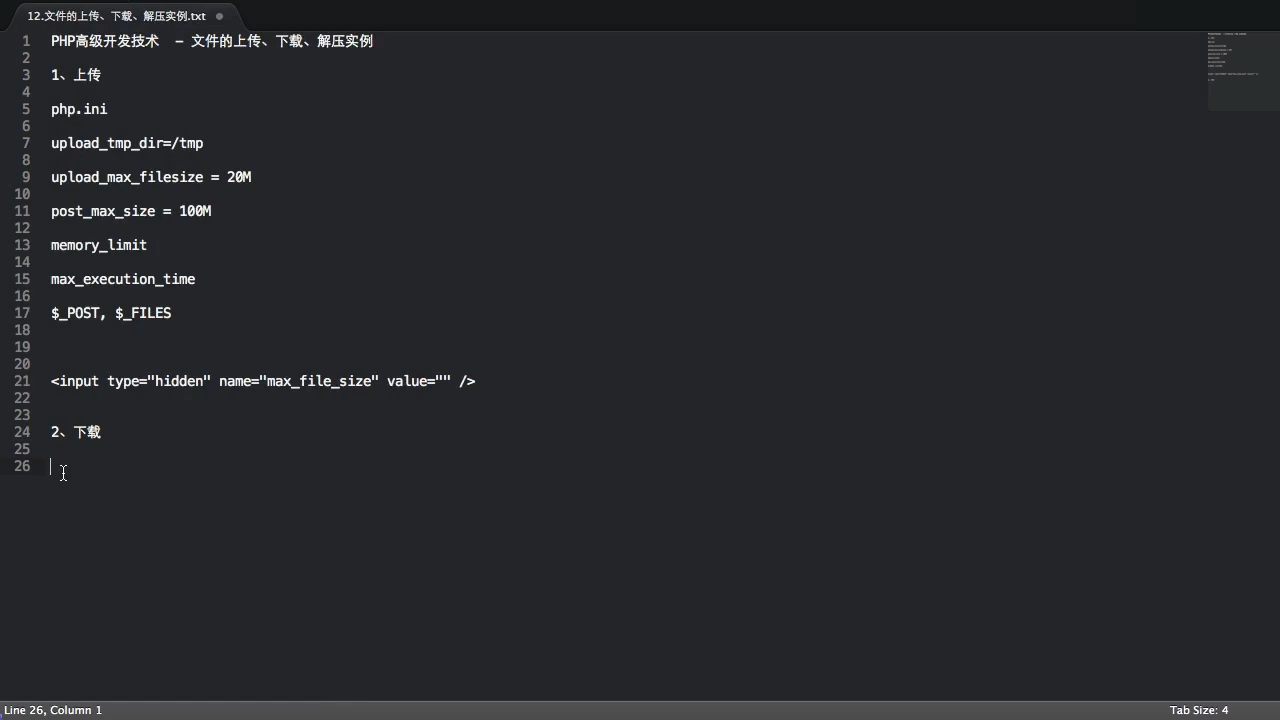 12.文件的上传、下载、解压实例.txt
1 PHP高级开发技术 – 文件的上传、下载、解压实例
2
3 1、上传
4
5 php.ini
6
7 upload_tmp_dir=/tmp
8
9 upload_max_filesize = 20M
10
11 post_max_size = 100M
12
13 memory_limit
14
15 max_execution_time
16
17 $_POST, $_FILES
18
19
20
21 <input type="hidden" name="max_file_size" value="" />
22
23
24 2、下载
25
26
Line 26, Column 1
Tab Size: 4